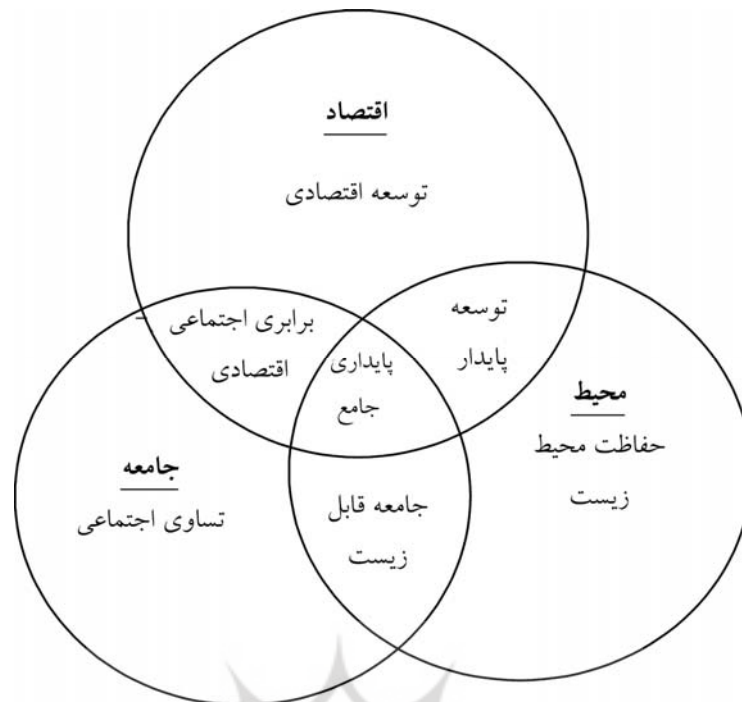 اقتصاد
توسعه اقتصادی
برابری اجتماعی -
اقتصادی
توسعه
پایدار
پایداری
جامع
محیط
حفاظت محیط
زیست
جامعه
تساوی اجتماعی
جامعه قابل
زیست